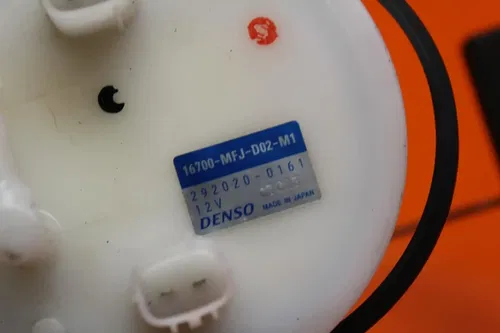 16700-MFJ-D02-M1
292020-0161
12V
DENSO MADE IN JAPAN